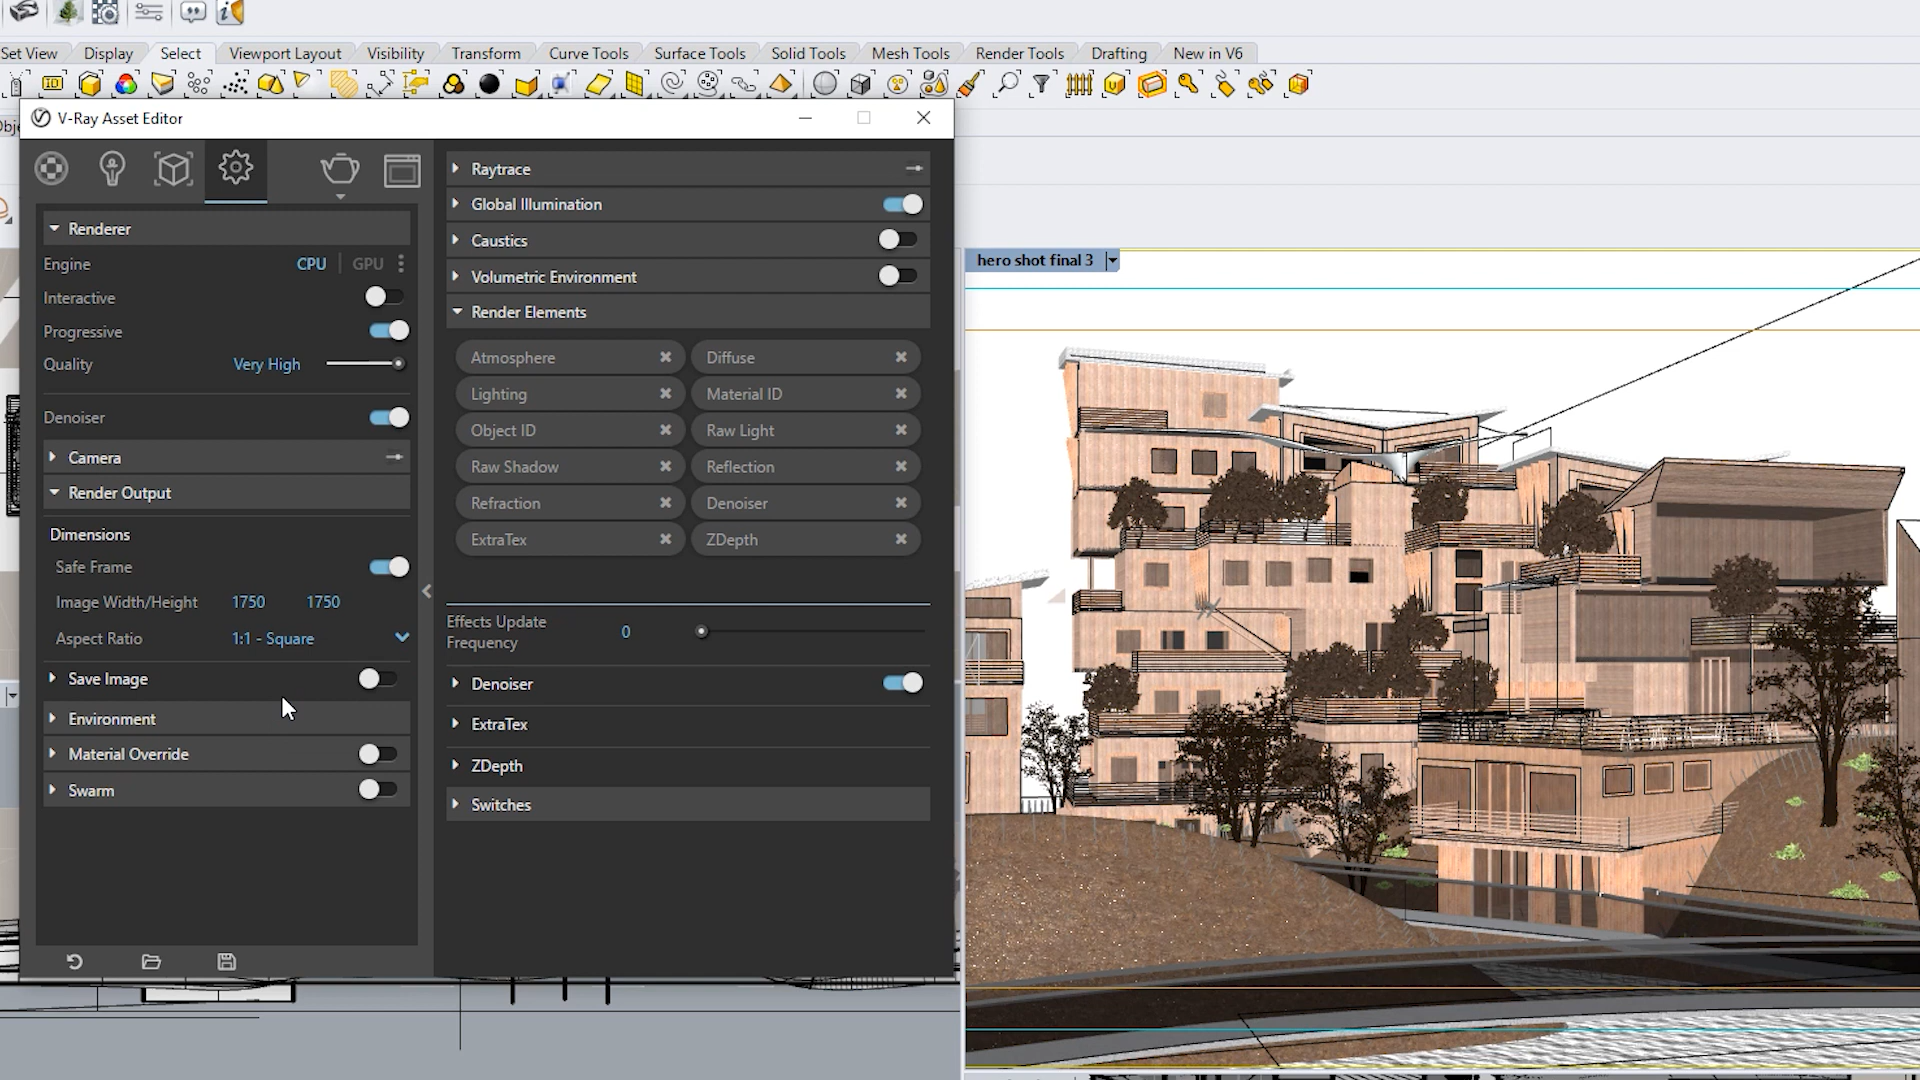 Set View Display Select Viewport Layout Visibility Transform Curve Tools Surface Tools Solid Tools Mesh Tools Render Tools Drafting New in V6
V-Ray Asset Editor
Renderer
Engine CPU GPU
Interactive
Progressive
Quality Very High
Denoiser
Camera
Render Output
Dimensions
Safe Frame
Image Width/Height 1750 1750
Aspect Ratio 1:1 - Square
Save Image
Environment
Material Override
Swarm
Raytrace
Global Illumination
Caustics
Volumetric Environment
Render Elements
Atmosphere Diffuse
Lighting Material ID
Object ID Raw Light
Raw Shadow Reflection
Refraction Denoiser
ExtraTex ZDepth
Effects Update
Frequency 0
Denoiser
ExtraTex
ZDepth
Switches
hero shot final 3